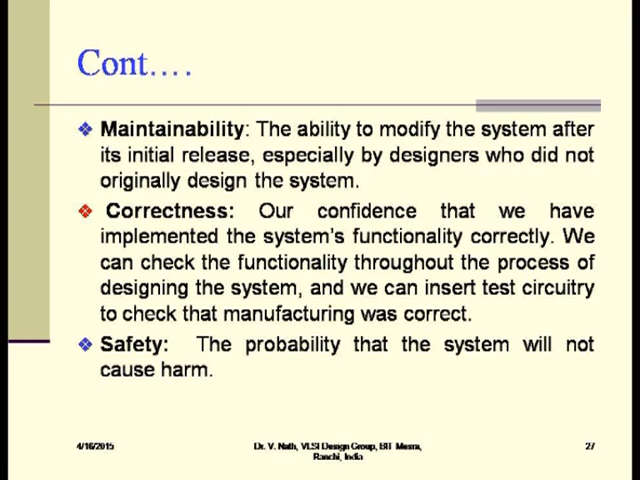 Cont….
❖ Maintainability: The ability to modify the system after
its initial release, especially by designers who did not
originally design the system.
❖ Correctness: Our confidence that we have
implemented the system's functionality correctly. We
can check the functionality throughout the process of
designing the system, and we can insert test circuitry
to check that manufacturing was correct.
❖ Safety: The probability that the system will not
cause harm.
4/16/2015
Dr. V. Nath, VLSI Design Group, BIT Mesra,
Ranchi, India
27